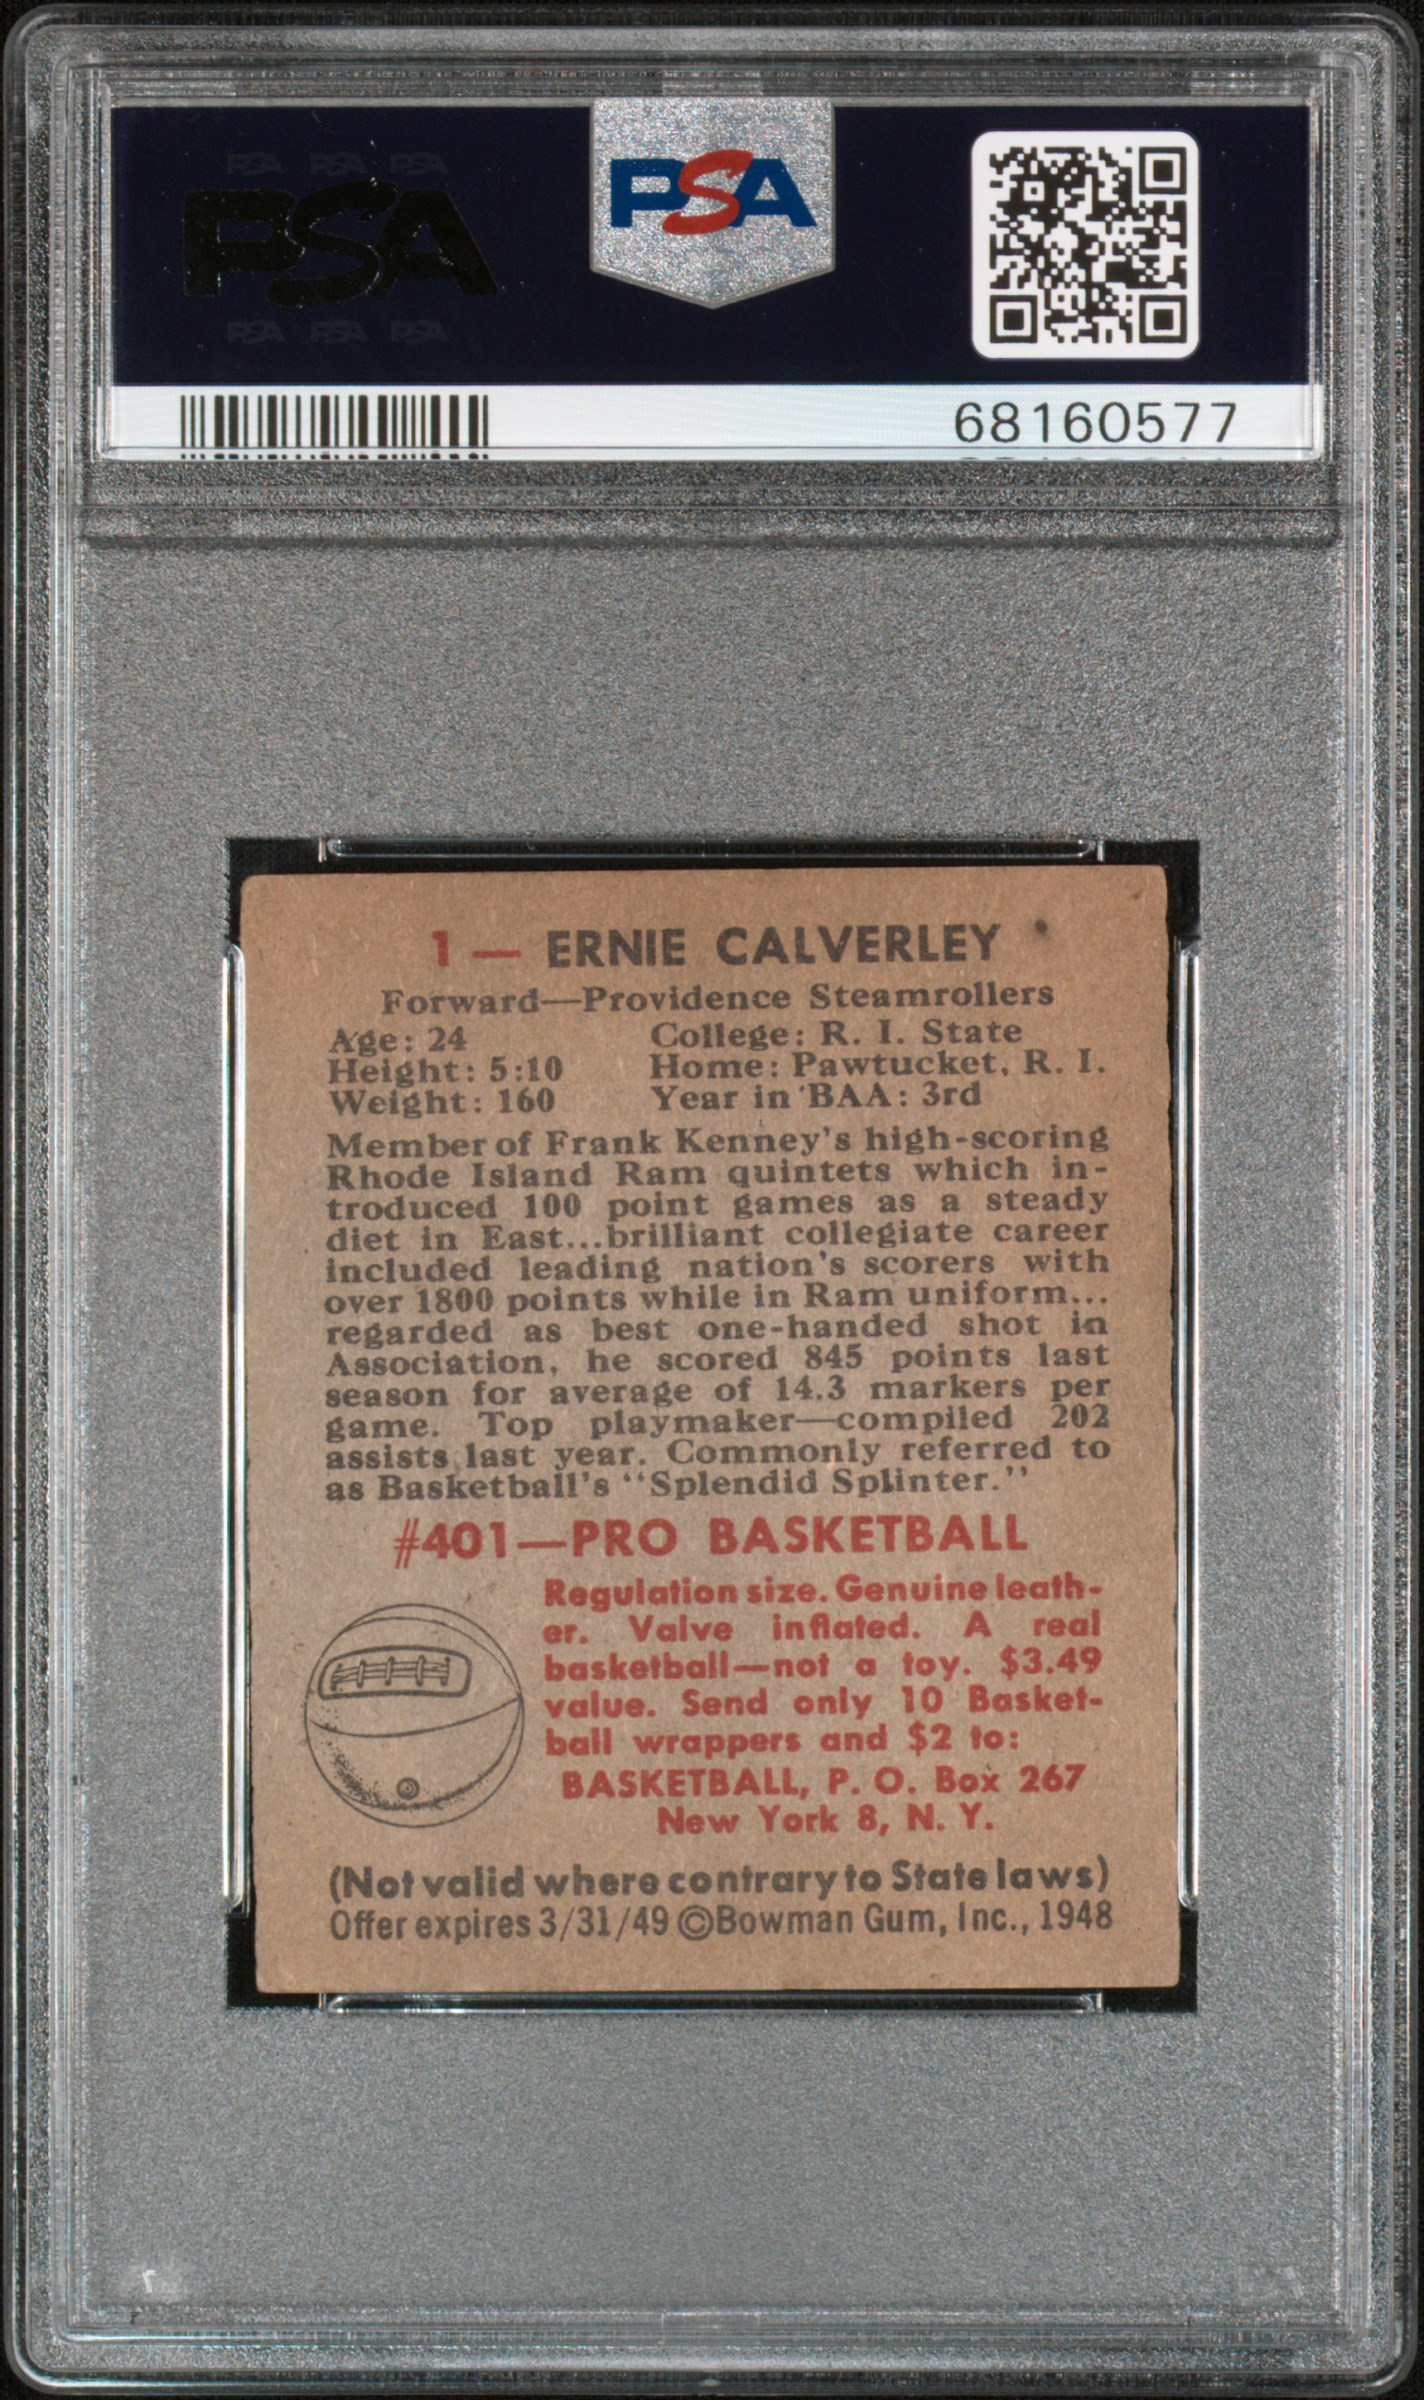 PSA PSA PSA
PSA
PSA PSA PSA
PSA
68160577
1 — ERNIE CALVERLEY
Forward—Providence Steamrollers
Age: 24 College: R. I. State
Height: 5:10 Home: Pawtucket, R. I.
Weight: 160 Year in BAA: 3rd
Member of Frank Kenney's high-scoring
Rhode Island Ram quintets which in-
troduced 100 point games as a steady
diet in East...brilliant collegiate career
included leading nation's scorers with
over 1800 points while in Ram uniform...
regarded as best one-handed shot in
Association, he scored 845 points last
season for average of 14.3 markers per
game. Top playmaker—compiled 202
assists last year. Commonly referred to
as Basketball's "Splendid Splinter."
#401—PRO BASKETBALL
Regulation size. Genuine leath-
er. Valve inflated. A real
basketball—not a toy. $3.49
value. Send only 10 Basket-
ball wrappers and $2 to:
BASKETBALL, P. O. Box 267
New York 8, N. Y.
(Not valid where contrary to State laws)
Offer expires 3/31/49 ©Bowman Gum, Inc., 1948